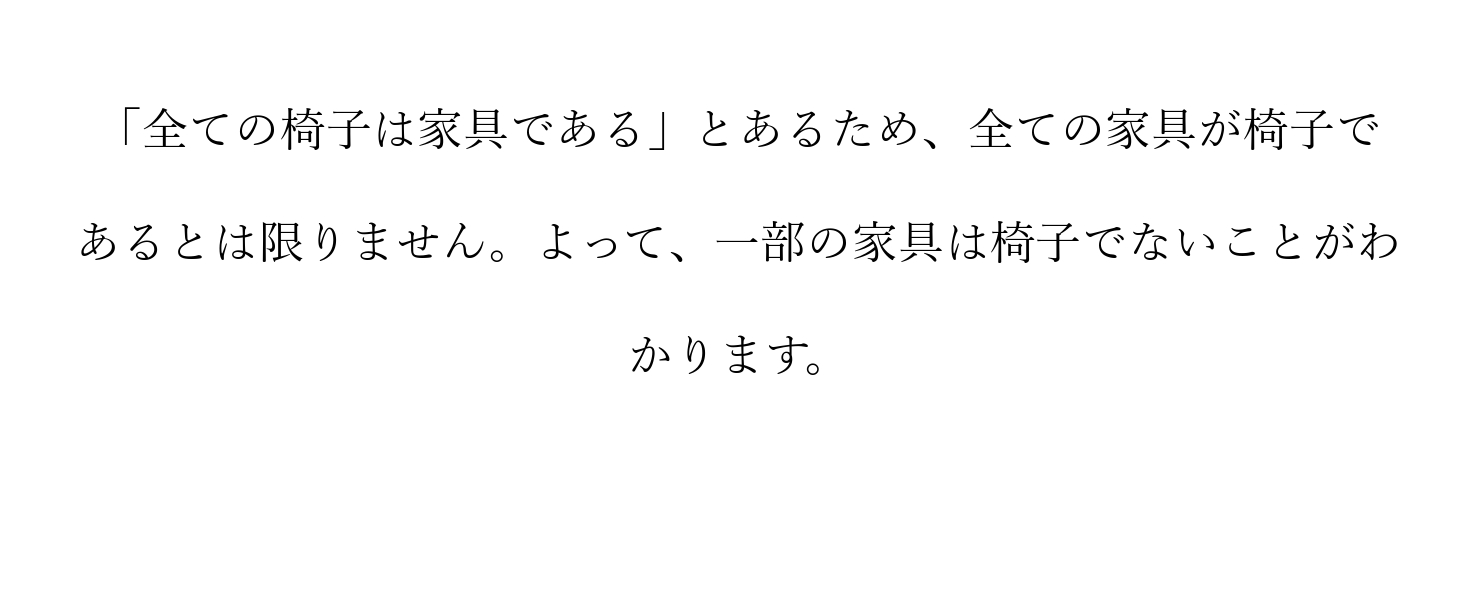 「全ての椅子は家具である」とあるため、全ての家具が椅子で
あるとは限りません。よって、一部の家具は椅子でないことがわ
かります。